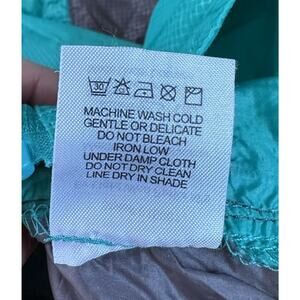 30
MACHINE WASH COLD
GENTLE OR DELICATE
DO NOT BLEACH
IRON LOW
UNDER DAMP CLOTH
DO NOT DRY CLEAN
LINE DRY IN SHADE